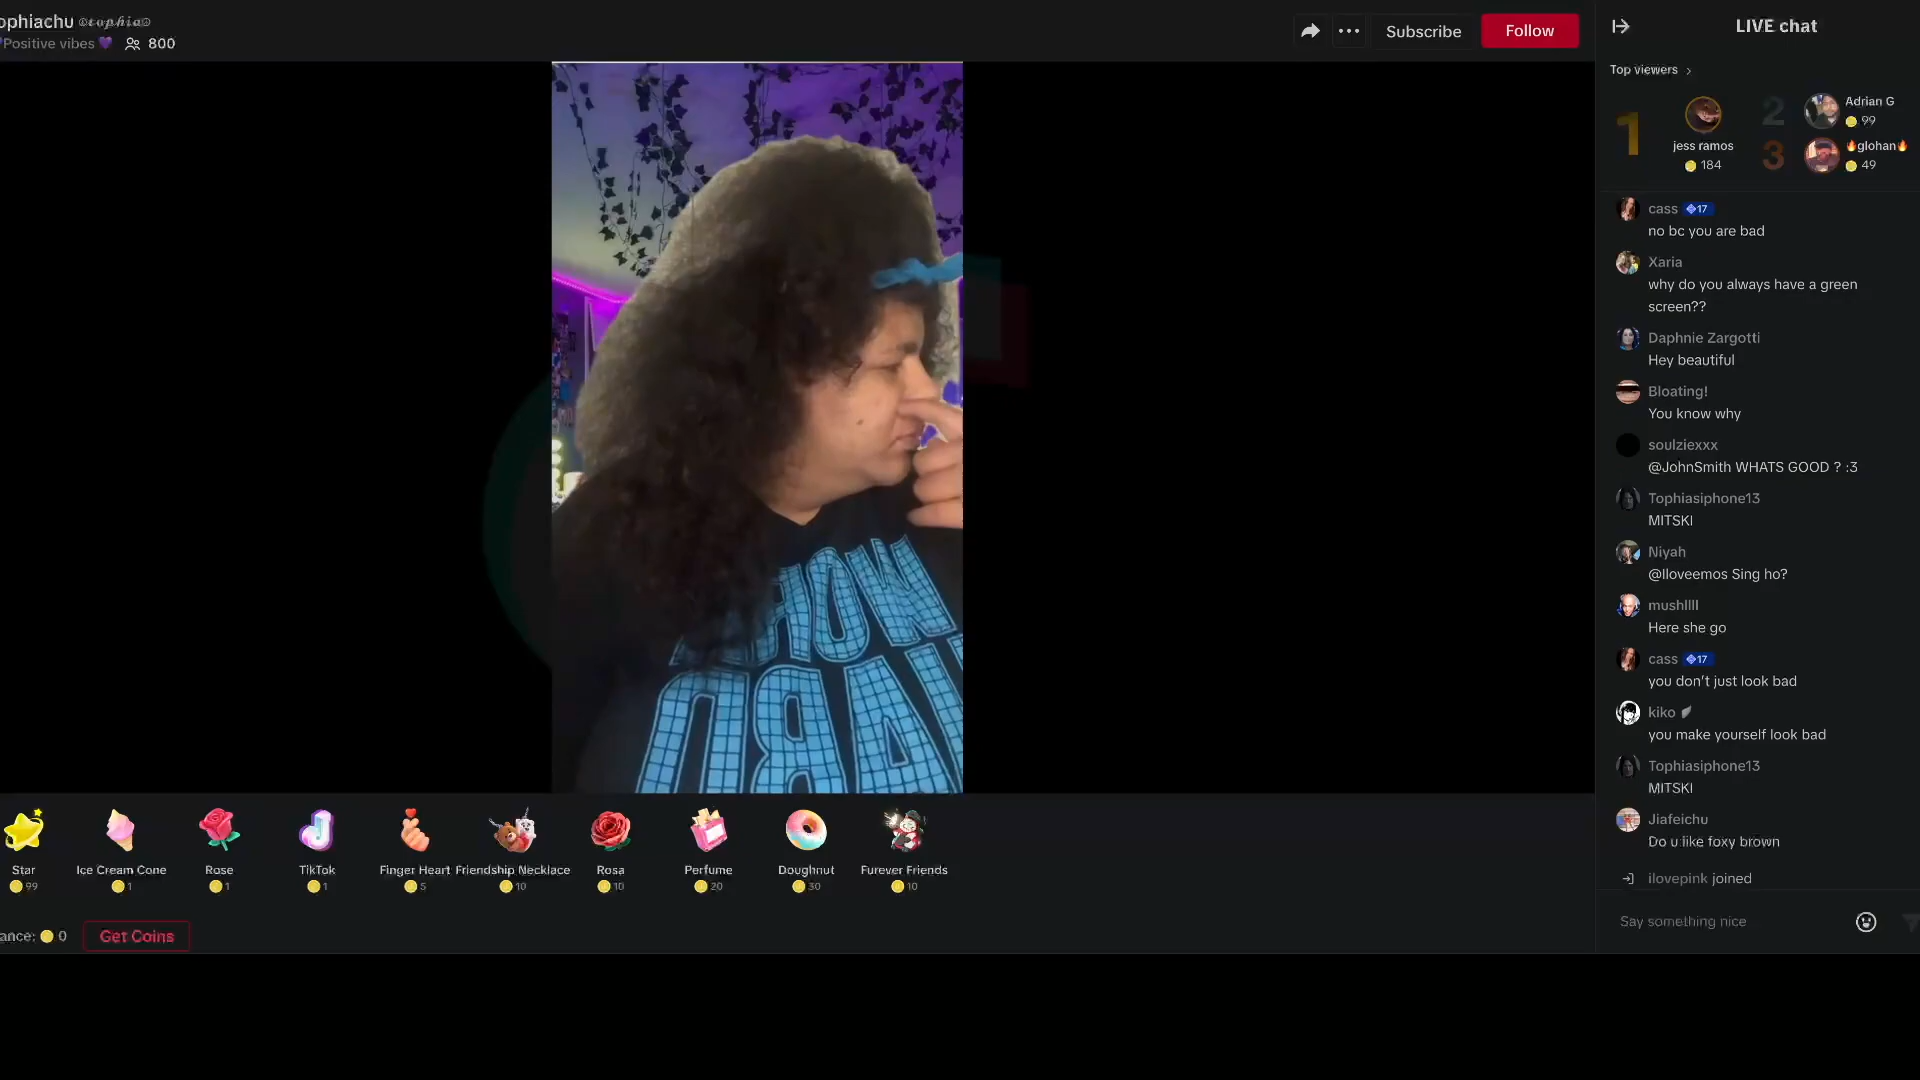 ophiachu @tophia
Positive vibes 💜 800
Subscribe
Follow
LIVE chat
Top viewers >
1
jess ramos
184
2
Adrian G
99
3
🔥glohan🔥
49
cass 17
no bc you are bad
Xaria
why do you always have a green
screen??
Daphnie Zargotti
Hey beautiful
Bloating!
You know why
soulziexxx
@JohnSmith WHATS GOOD ? :3
Tophiasiphone13
MITSKI
Niyah
@Iloveemos Sing ho?
mushllll
Here she go
cass 17
you don't just look bad
kiko
you make yourself look bad
Tophiasiphone13
MITSKI
Jiafeichu
Do u like foxy brown
ilovepink joined
Say something nice
Star
99
Ice Cream Cone
1
Rose
1
TikTok
1
Finger Heart
5
Friendship Necklace
10
Rosa
10
Perfume
20
Doughnut
30
Furever Friends
10
ance: 0
Get Coins